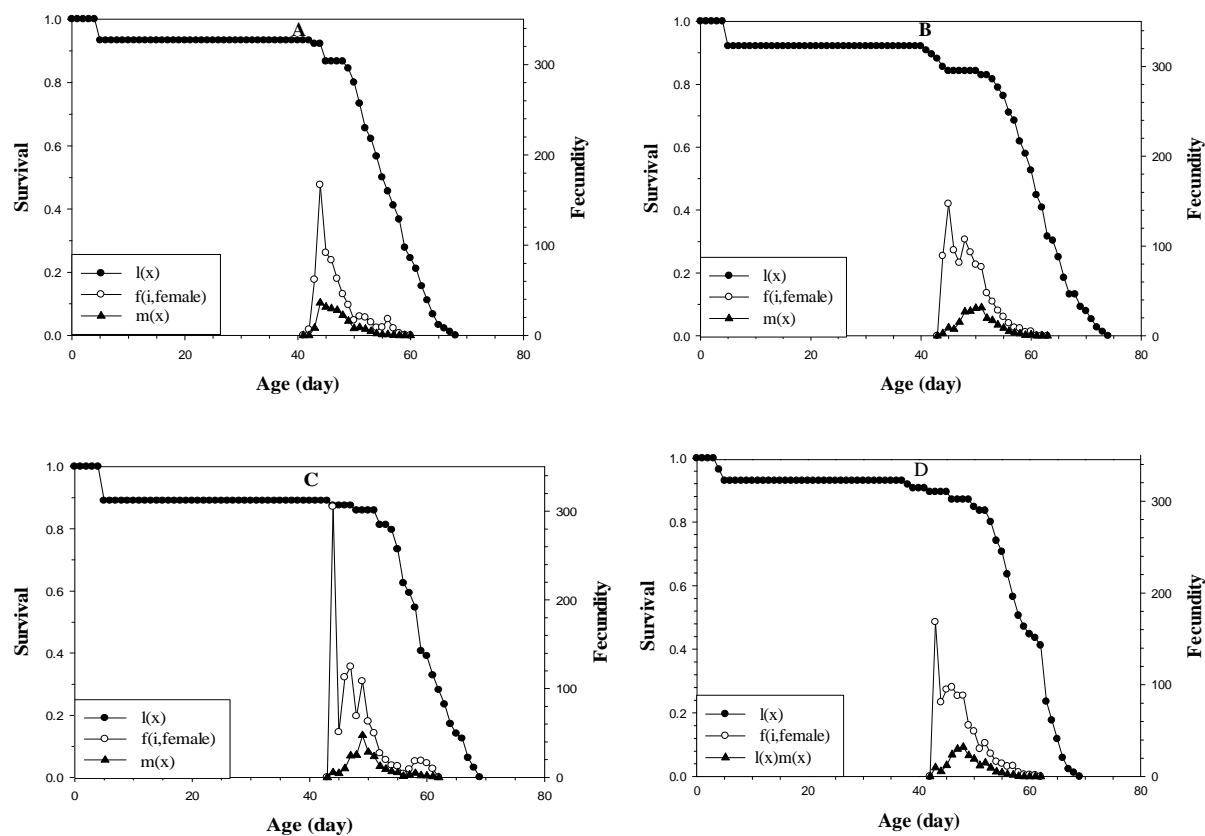 A
1.0
0.8
0.6
0.4
0.2
0.0
Survival
300
200
100
0
Fecundity
l(x)
f(i,female)
m(x)
0 20 40 60 80
Age (day)
B
1.0
0.8
0.6
0.4
0.2
0.0
Survival
300
200
100
0
Fecundity
l(x)
f(i,female)
m(x)
0 20 40 60 80
Age (day)
C
1.0
0.8
0.6
0.4
0.2
0.0
Survival
300
200
100
0
Fecundity
l(x)
f(i,female)
m(x)
0 20 40 60 80
Age (day)
D
1.0
0.8
0.6
0.4
0.2
0.0
Survival
300
200
100
0
Fecundity
l(x)
f(i,female)
l(x)m(x)
0 20 40 60 80
Age (day)